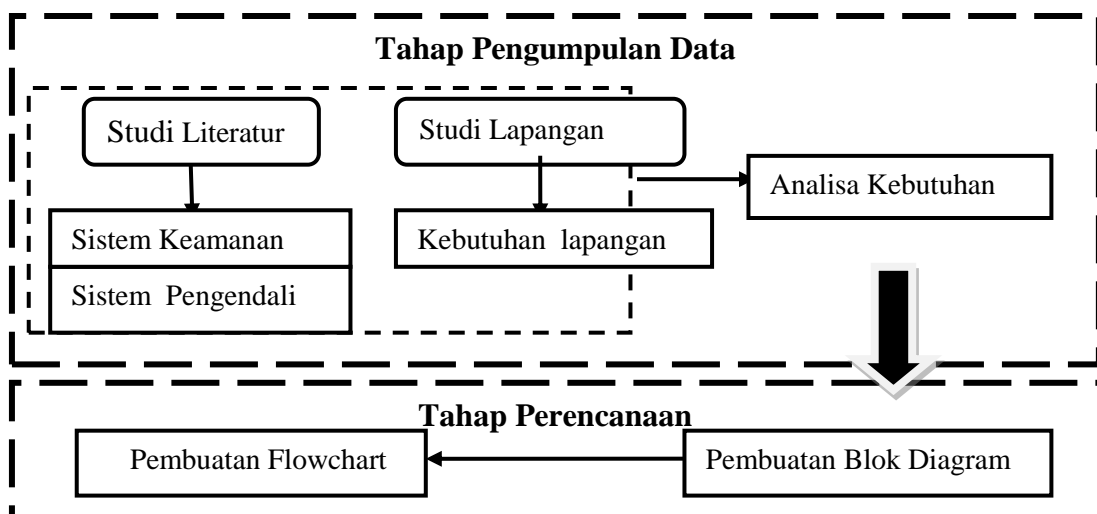 Tahap Pengumpulan Data
Studi Literatur
Studi Lapangan
Analisa Kebutuhan
Sistem Keamanan
Kebutuhan lapangan
Sistem Pengendali
Tahap Perencanaan
Pembuatan Flowchart
Pembuatan Blok Diagram